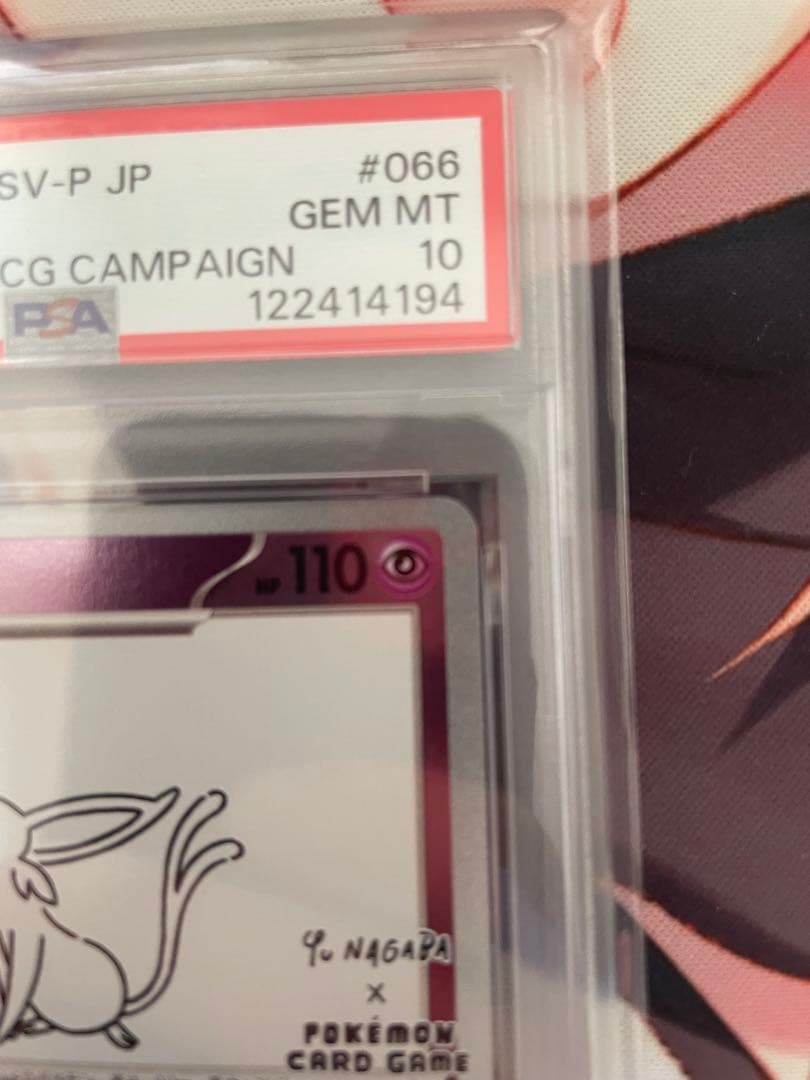 SV-P JP #066
GEM MT
CG CAMPAIGN 10
PSA 122414194
HP 110
Yu NAGABA
x
POKÉMON
CARD GAME